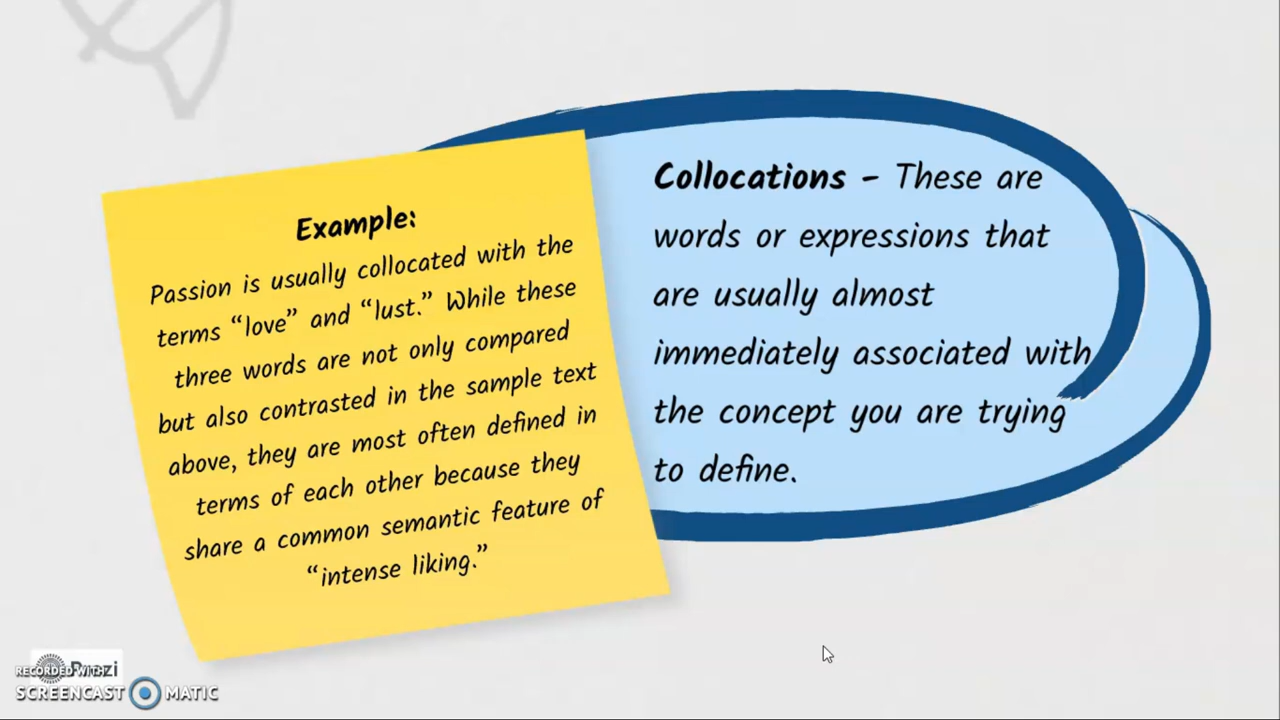 Example:
Passion is usually collocated with the
terms “love” and “lust.” While these
three words are not only compared
but also contrasted in the sample text
above, they are most often defined in
terms of each other because they
share a common semantic feature of
“intense liking.”
Collocations - These are
words or expressions that
are usually almost
immediately associated with
the concept you are trying
to define.
RECORDED WITH
SCREENCAST MATIC